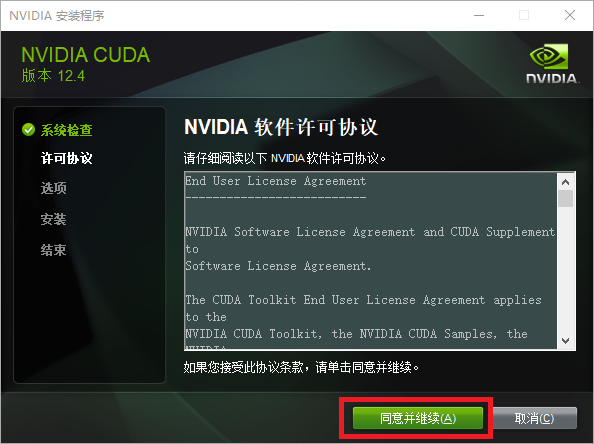 NVIDIA 安装程序
NVIDIA CUDA
版本 12.4
NVIDIA.
系统检查
许可协议
选项
安装
结束
NVIDIA 软件许可协议
请仔细阅读以下 NVIDIA 软件许可协议。
End User License Agreement
--------------------------
NVIDIA Software License Agreement and CUDA Supplement
to
Software License Agreement.
The CUDA Toolkit End User License Agreement applies
to the
NVIDIA CUDA Toolkit, the NVIDIA CUDA Samples, the
NVIDIA
如果您接受此协议条款，请单击同意并继续。
同意并继续(A)
取消(C)